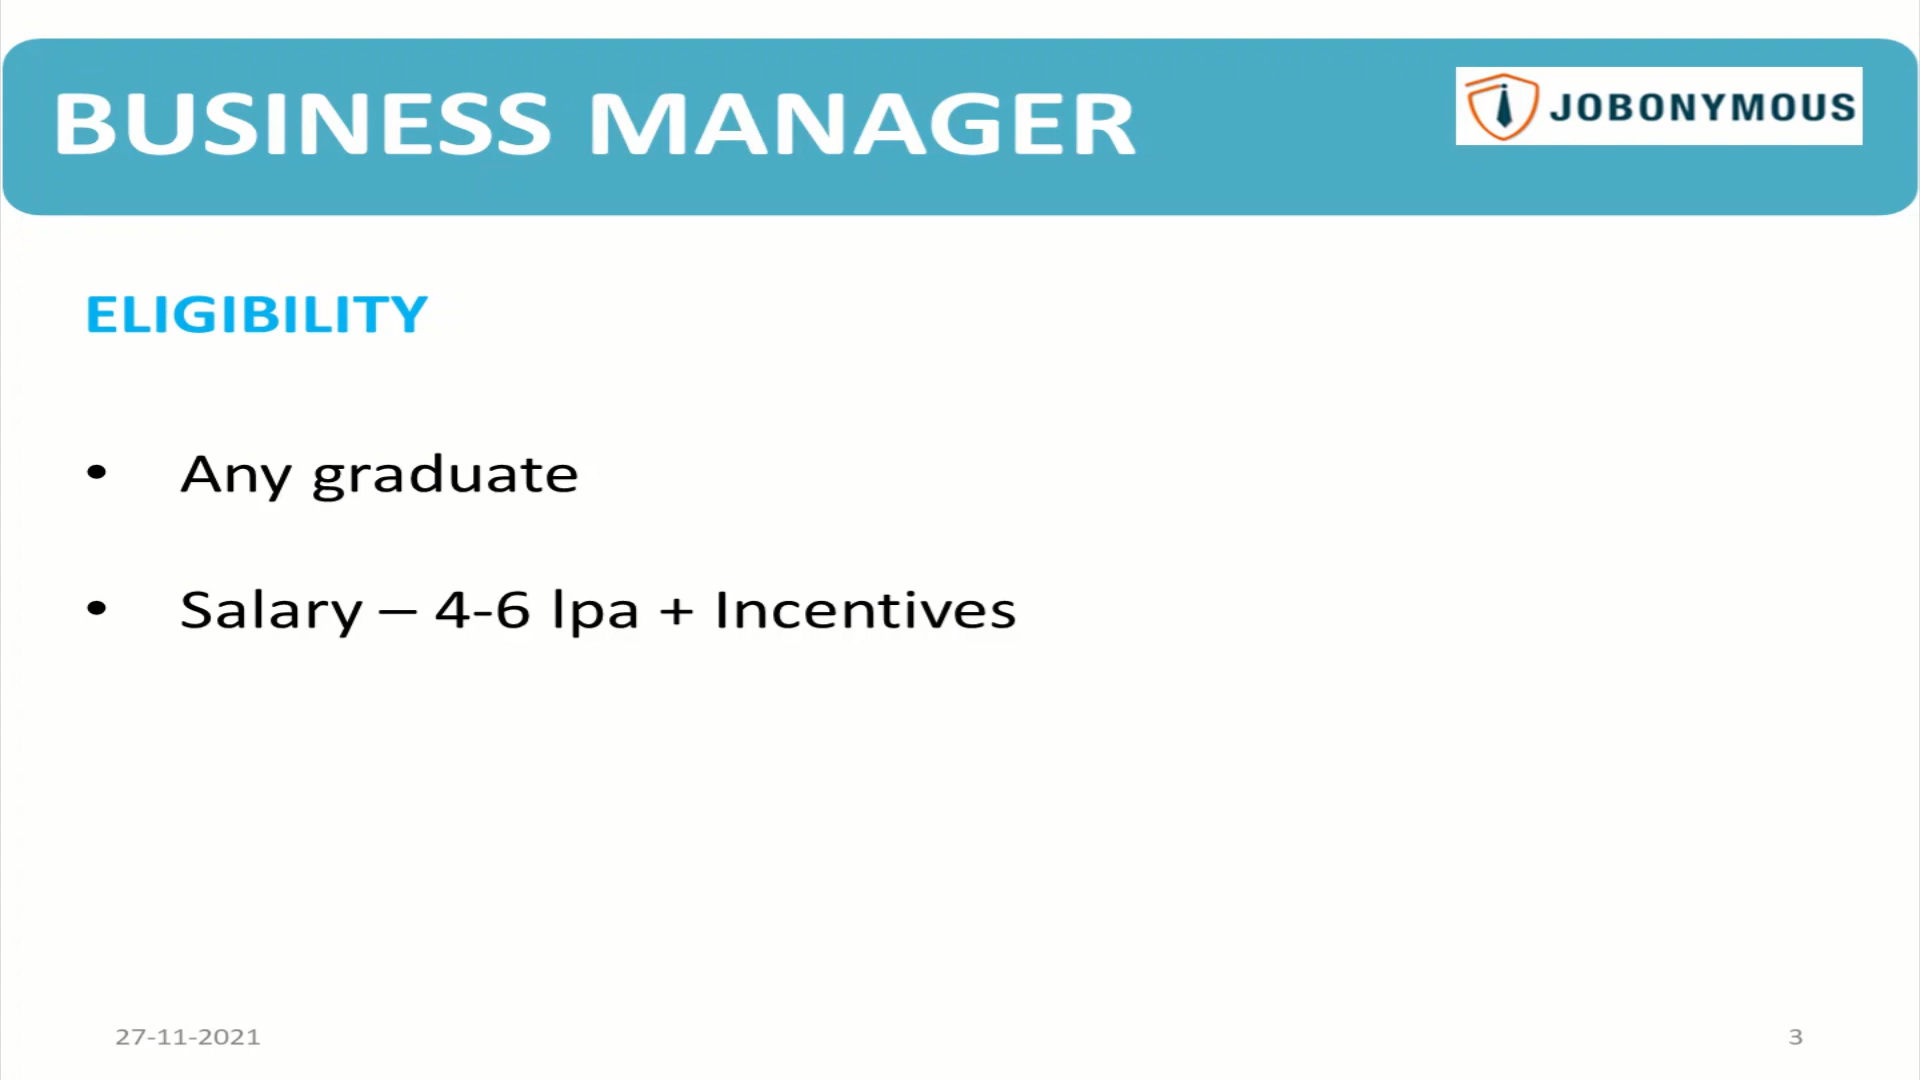 BUSINESS MANAGER
JOBONYMOUS
ELIGIBILITY
• Any graduate
• Salary – 4-6 lpa + Incentives
27-11-2021
3